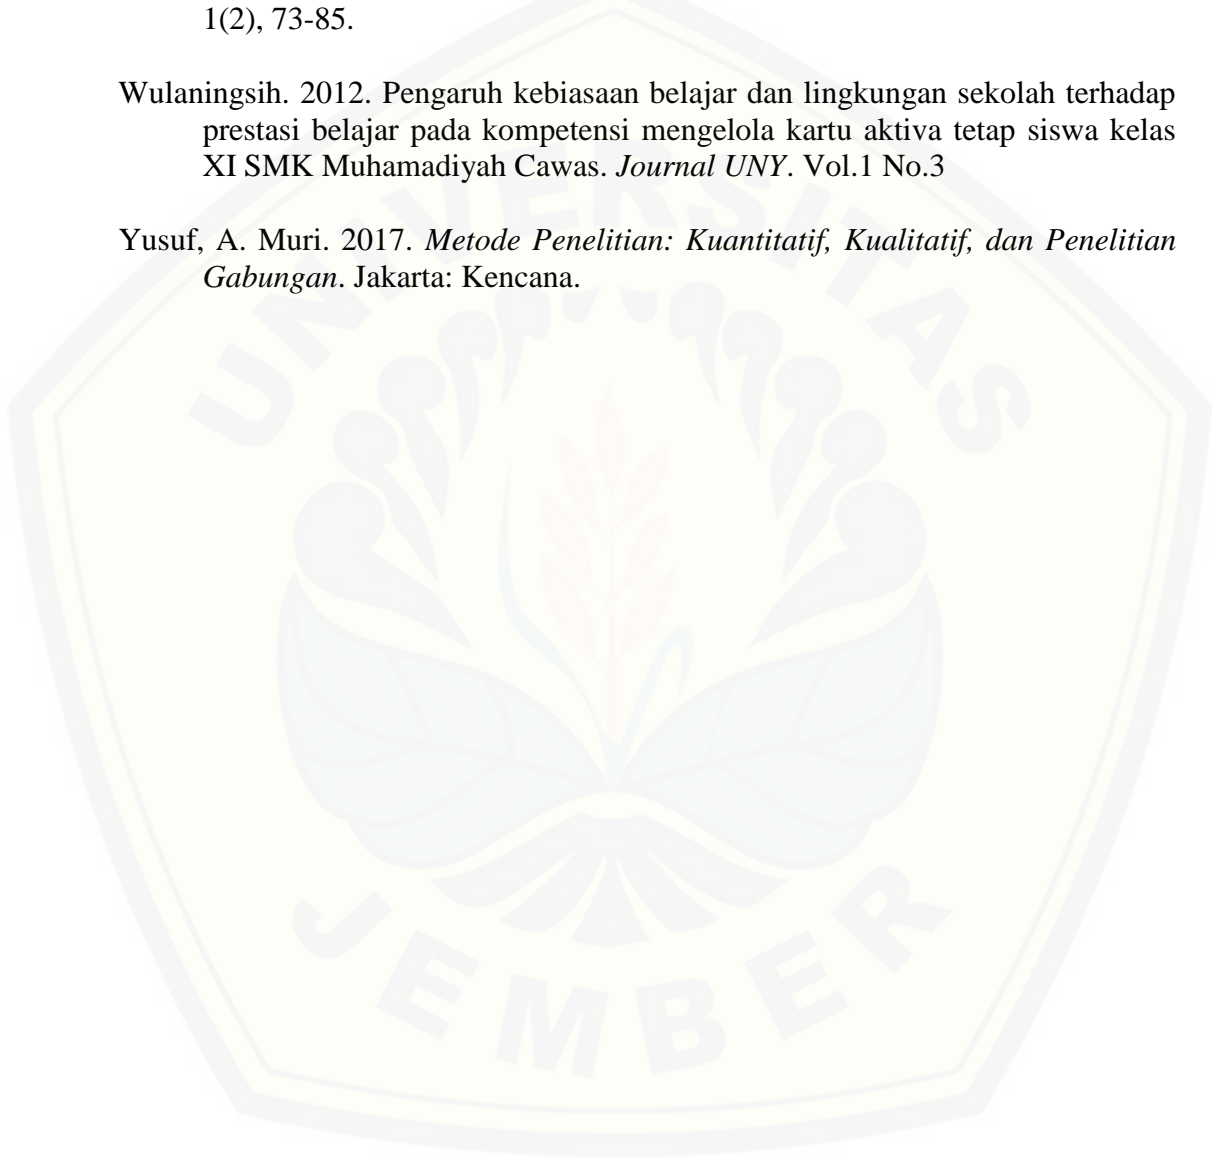 1(2), 73-85.
Wulaningsih. 2012. Pengaruh kebiasaan belajar dan lingkungan sekolah terhadap
prestasi belajar pada kompetensi mengelola kartu aktiva tetap siswa kelas
XI SMK Muhamadiyah Cawas. Journal UNY. Vol.1 No.3
Yusuf, A. Muri. 2017. Metode Penelitian: Kuantitatif, Kualitatif, dan Penelitian
Gabungan. Jakarta: Kencana.
UNIVERSITAS
JEMBER